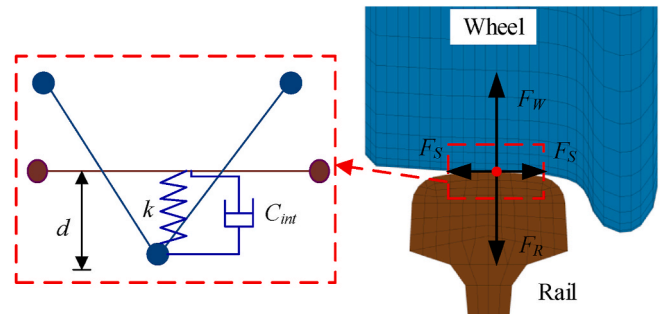 Wheel
F_W
F_S
F_S
k
C_int
d
F_R
Rail